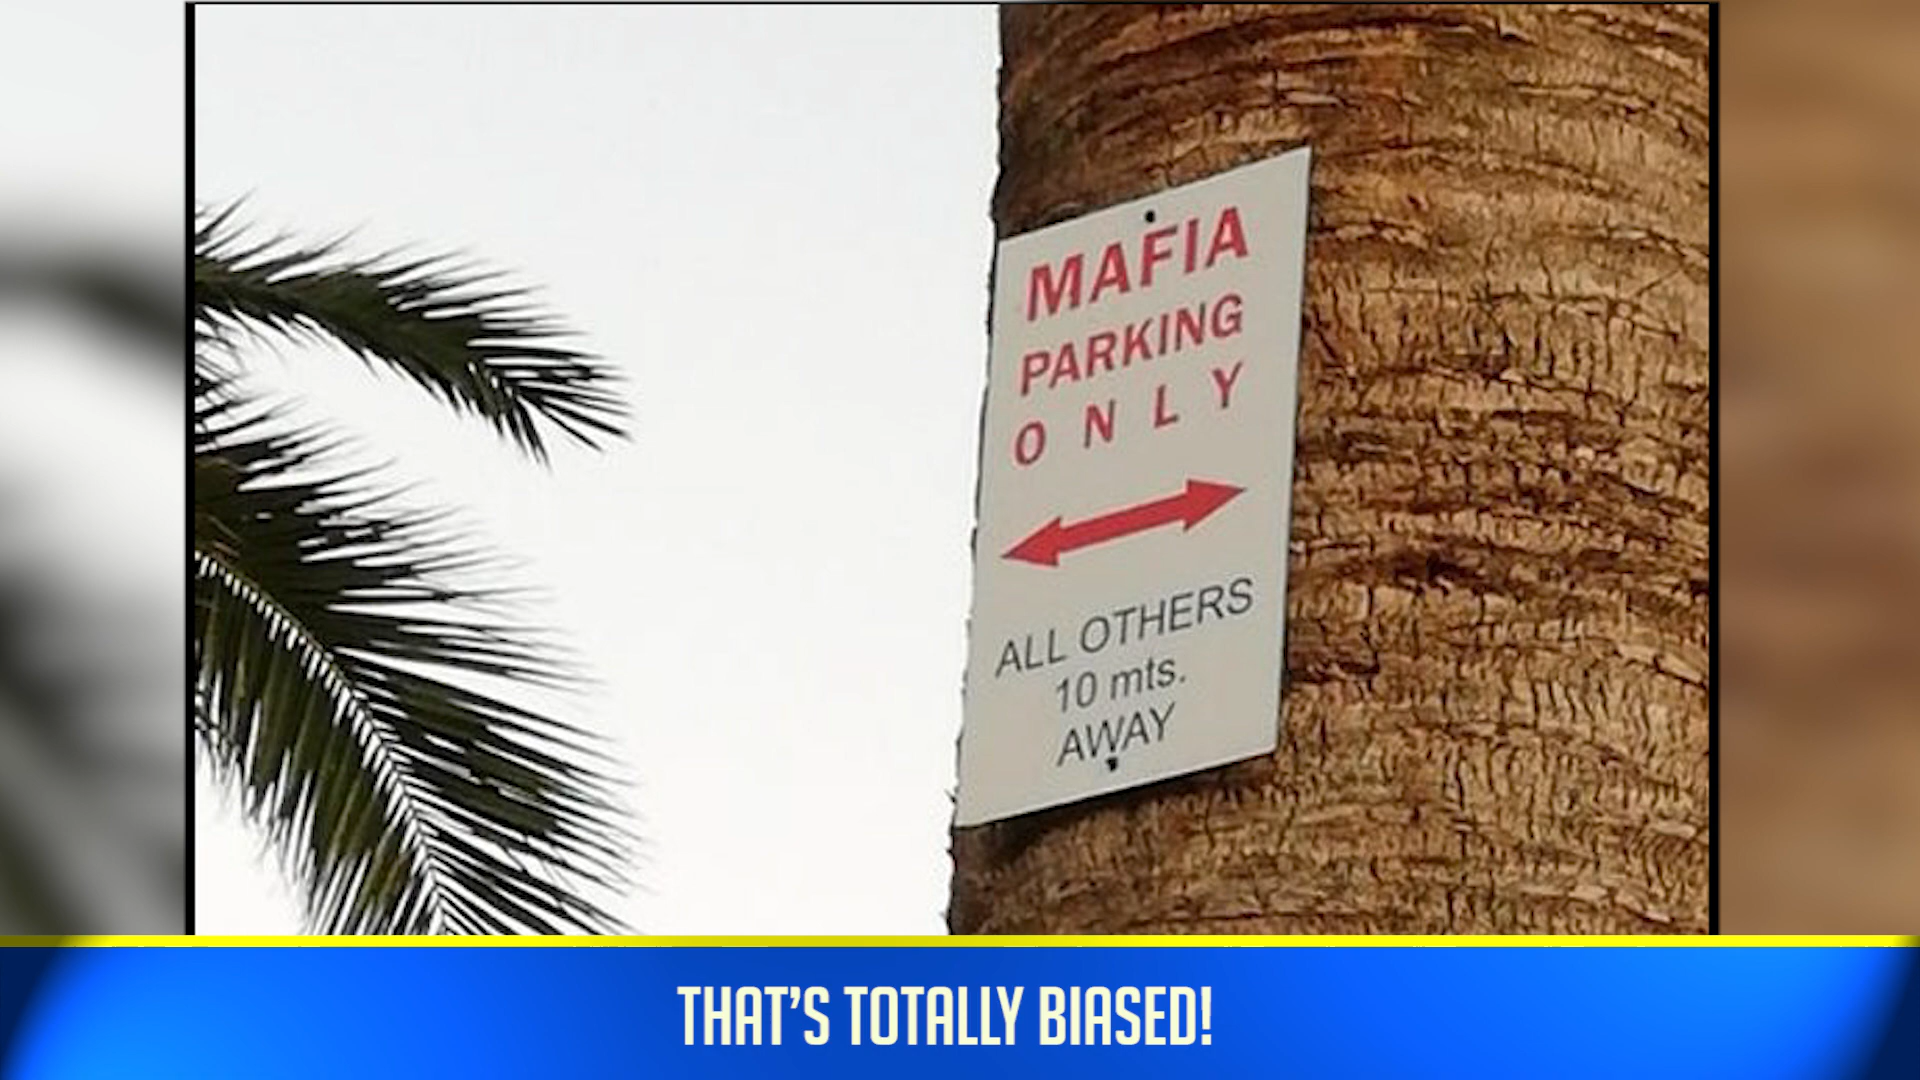 MAFIA
PARKING
ONLY
ALL OTHERS
10 mts.
AWAY
THAT'S TOTALLY BIASED!